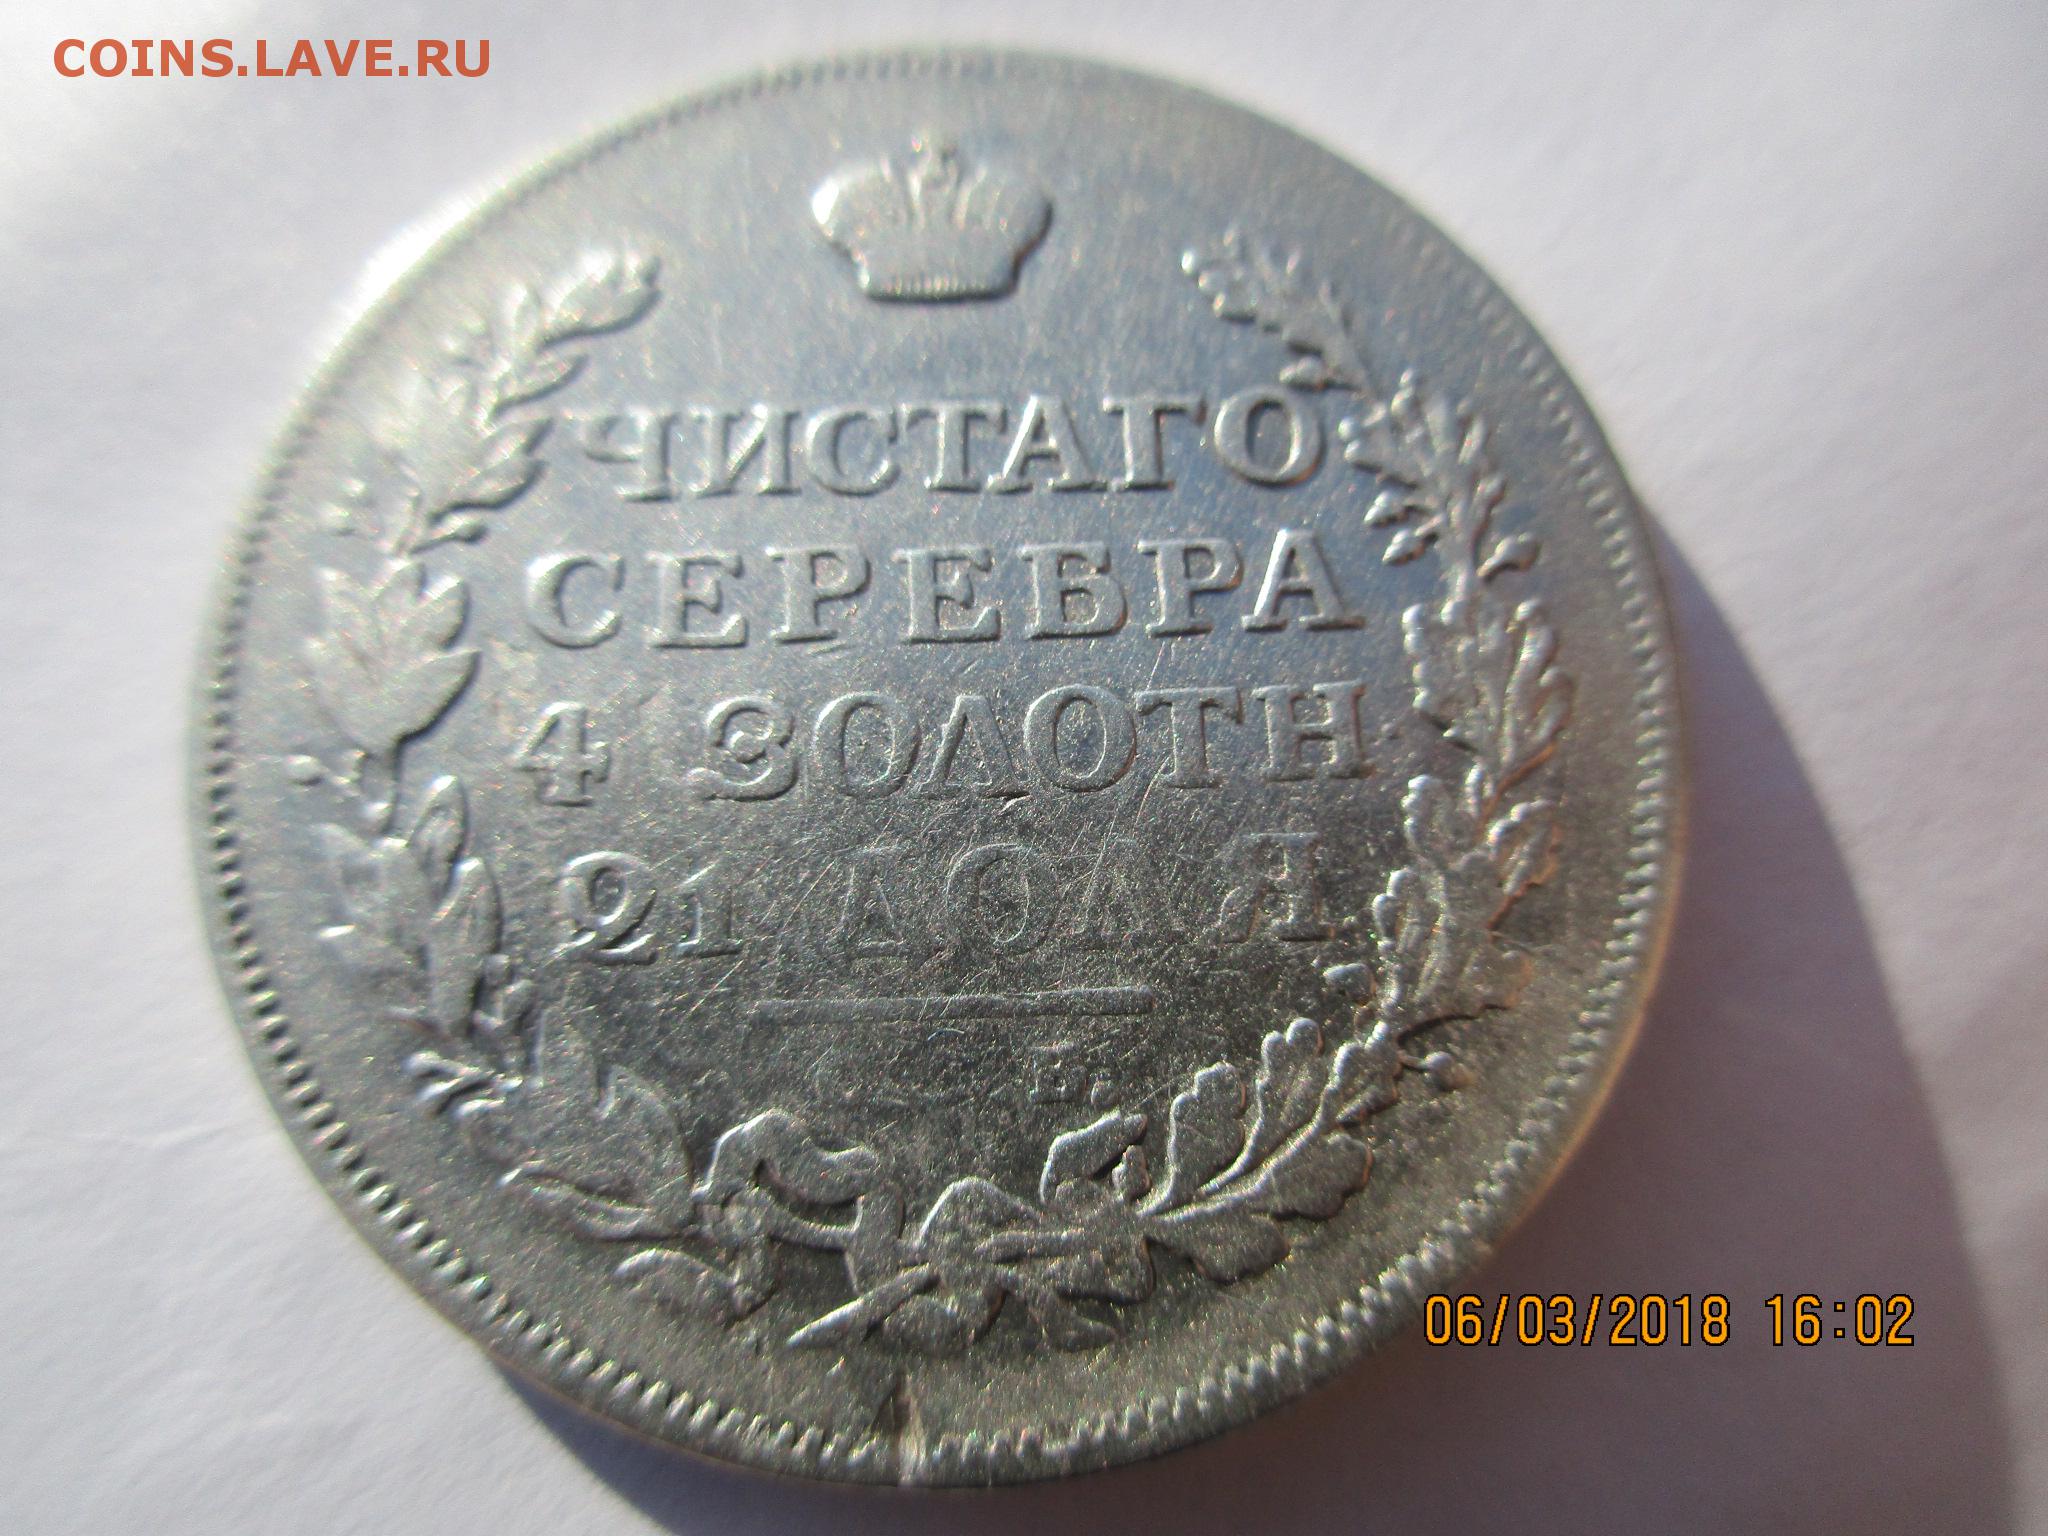 COINS.LAVE.RU
ЧИСТАГО
СЕРЕБРА
4 ЗОЛОТН
21 ДОЛЯ
Б.
06/03/2018 16:02